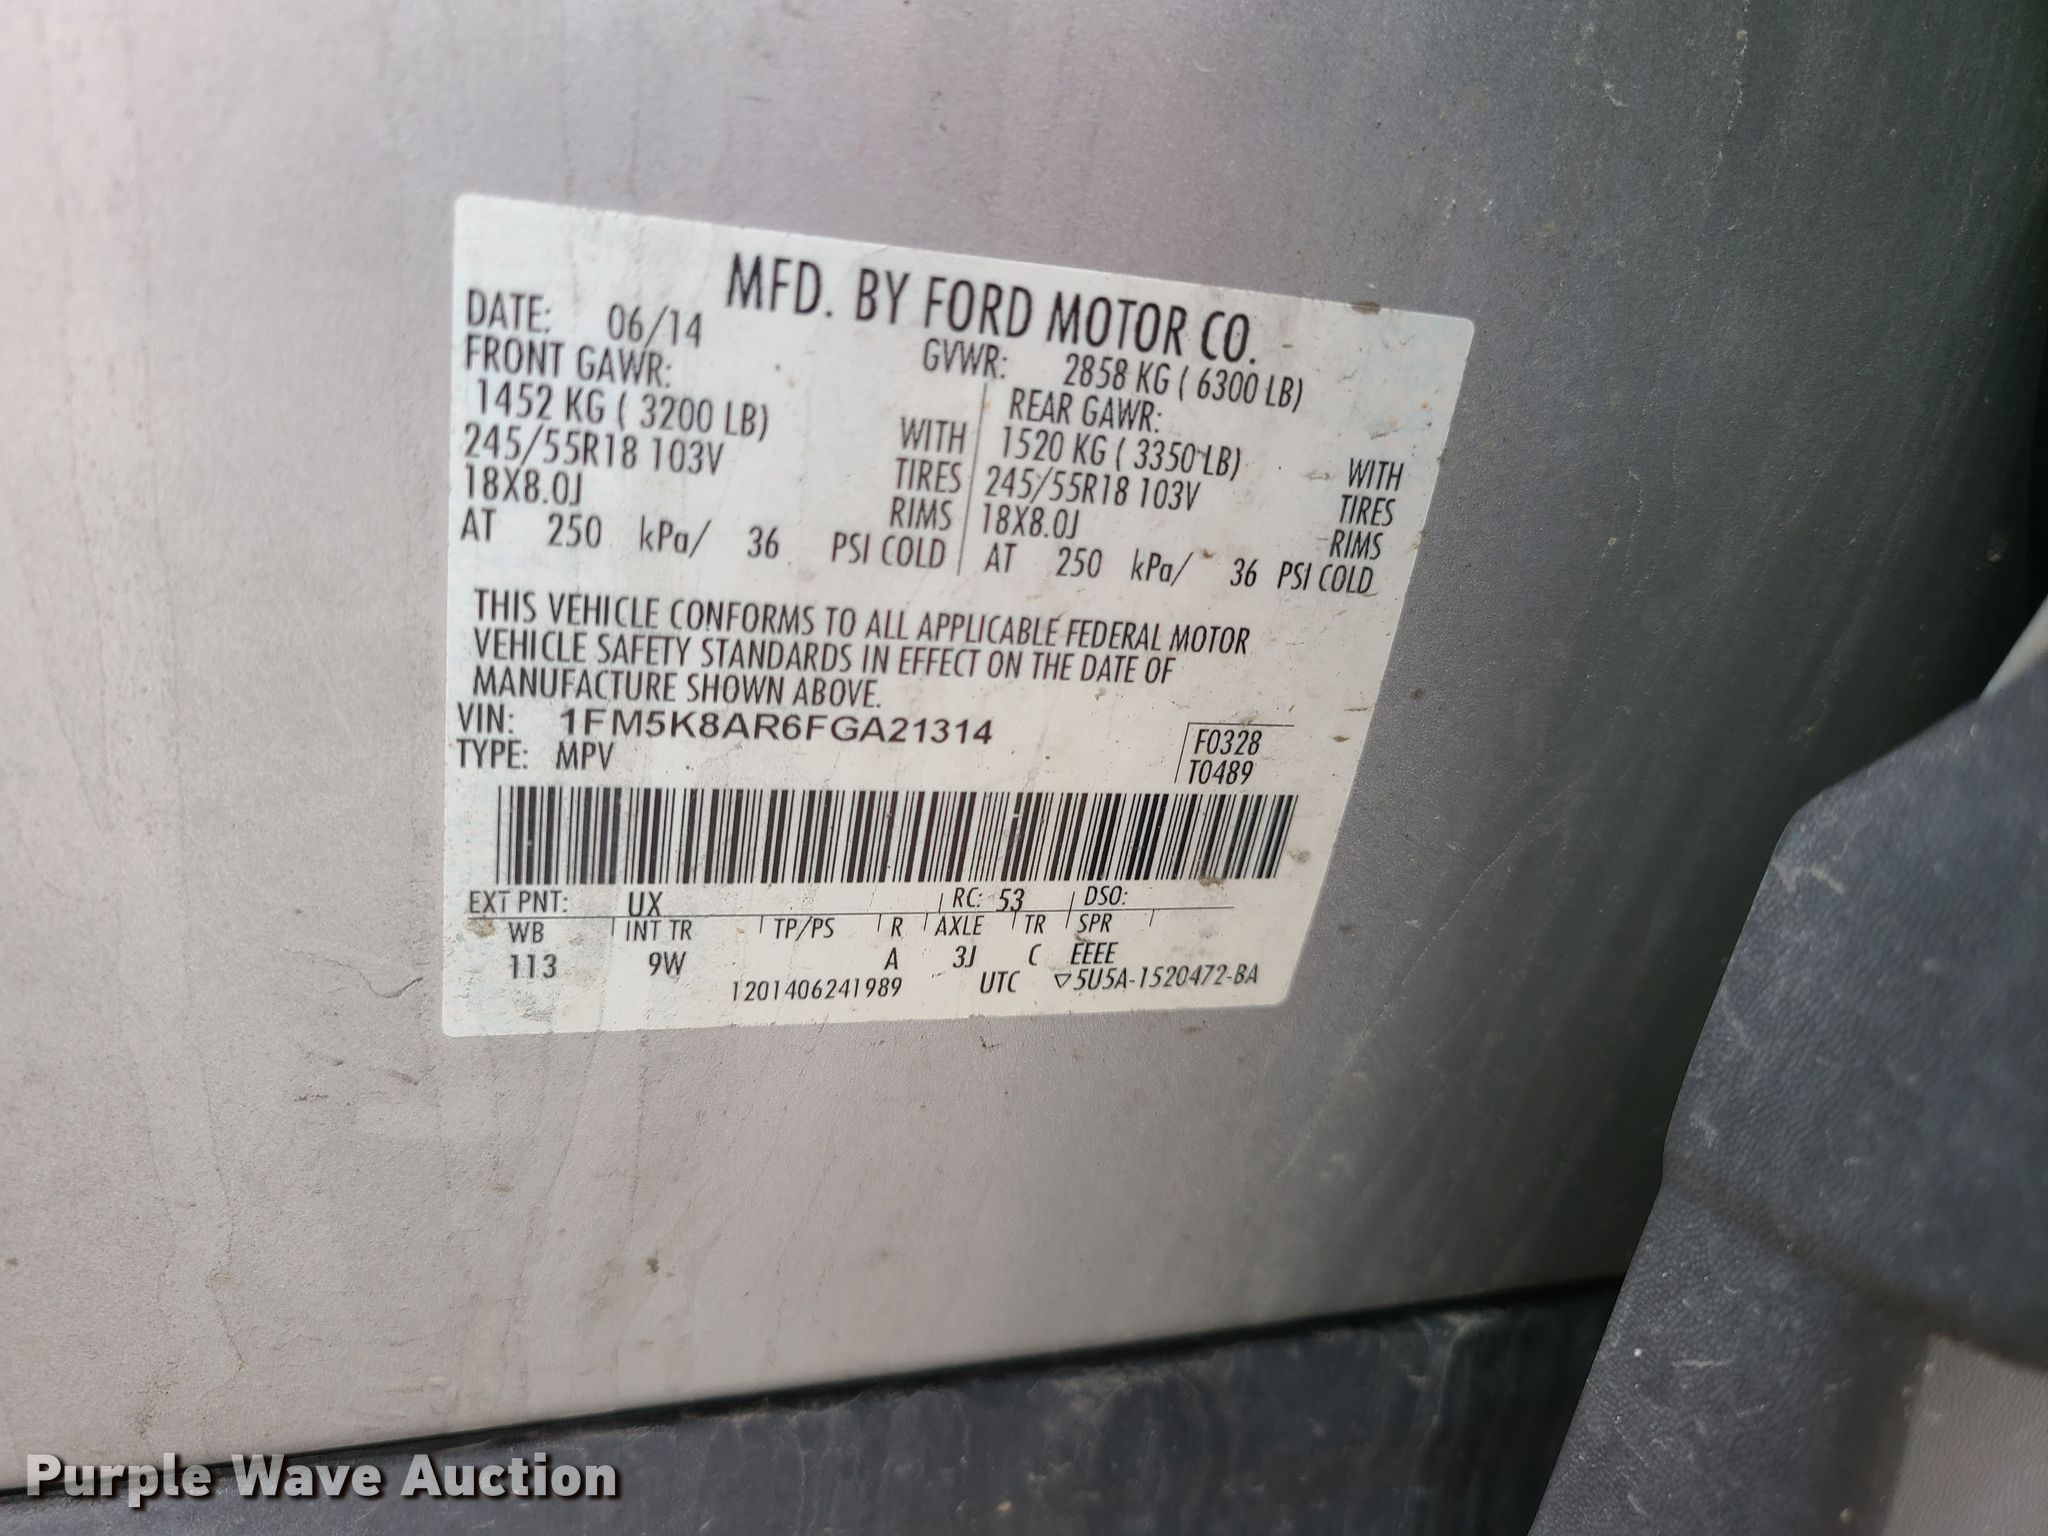 MFD. BY FORD MOTOR CO.
DATE: 06/14
GVWR: 2858 KG ( 6300 LB)
FRONT GAWR:
1452 KG ( 3200 LB) WITH
245/55R18 103V TIRES
18X8.0J RIMS
AT 250 kPa/ 36 PSI COLD
REAR GAWR:
1520 KG ( 3350 LB) WITH
245/55R18 103V TIRES
18X8.0J RIMS
AT 250 kPa/ 36 PSI COLD
THIS VEHICLE CONFORMS TO ALL APPLICABLE FEDERAL MOTOR
VEHICLE SAFETY STANDARDS IN EFFECT ON THE DATE OF
MANUFACTURE SHOWN ABOVE.
VIN: 1FM5K8AR6FGA21314
TYPE: MPV
F0328
T0489
EXT PNT: UX RC: 53 DSO:
WB INT TR TP/PS R AXLE TR SPR
113 9W A 3J C EEEE
1201406241989 UTC ▽5U5A-1520472-BA
Purple Wave Auction